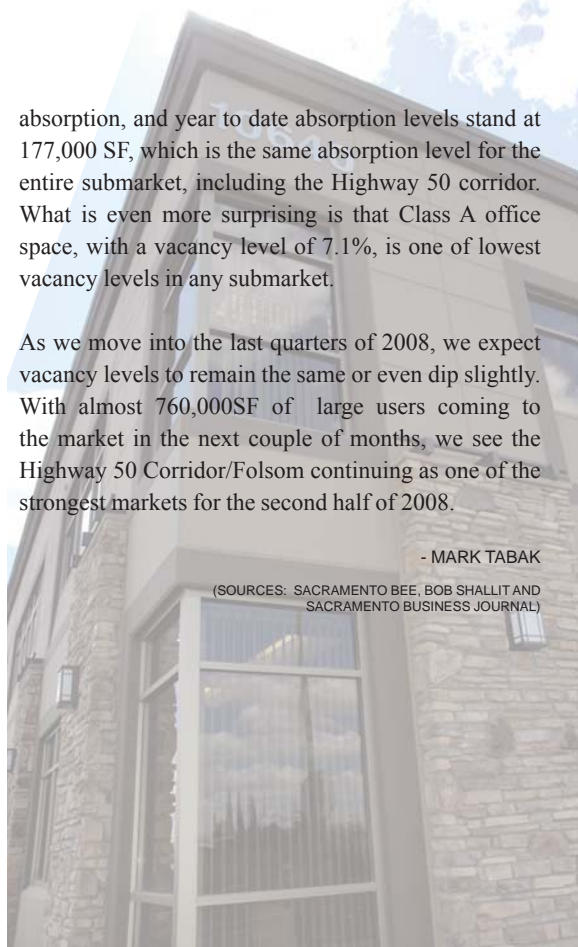 absorption, and year to date absorption levels stand at
177,000 SF, which is the same absorption level for the
entire submarket, including the Highway 50 corridor.
What is even more surprising is that Class A office
space, with a vacancy level of 7.1%, is one of lowest
vacancy levels in any submarket.
As we move into the last quarters of 2008, we expect
vacancy levels to remain the same or even dip slightly.
With almost 760,000SF of large users coming to
the market in the next couple of months, we see the
Highway 50 Corridor/Folsom continuing as one of the
strongest markets for the second half of 2008.
- MARK TABAK
(SOURCES: SACRAMENTO BEE, BOB SHALLIT AND
SACRAMENTO BUSINESS JOURNAL)